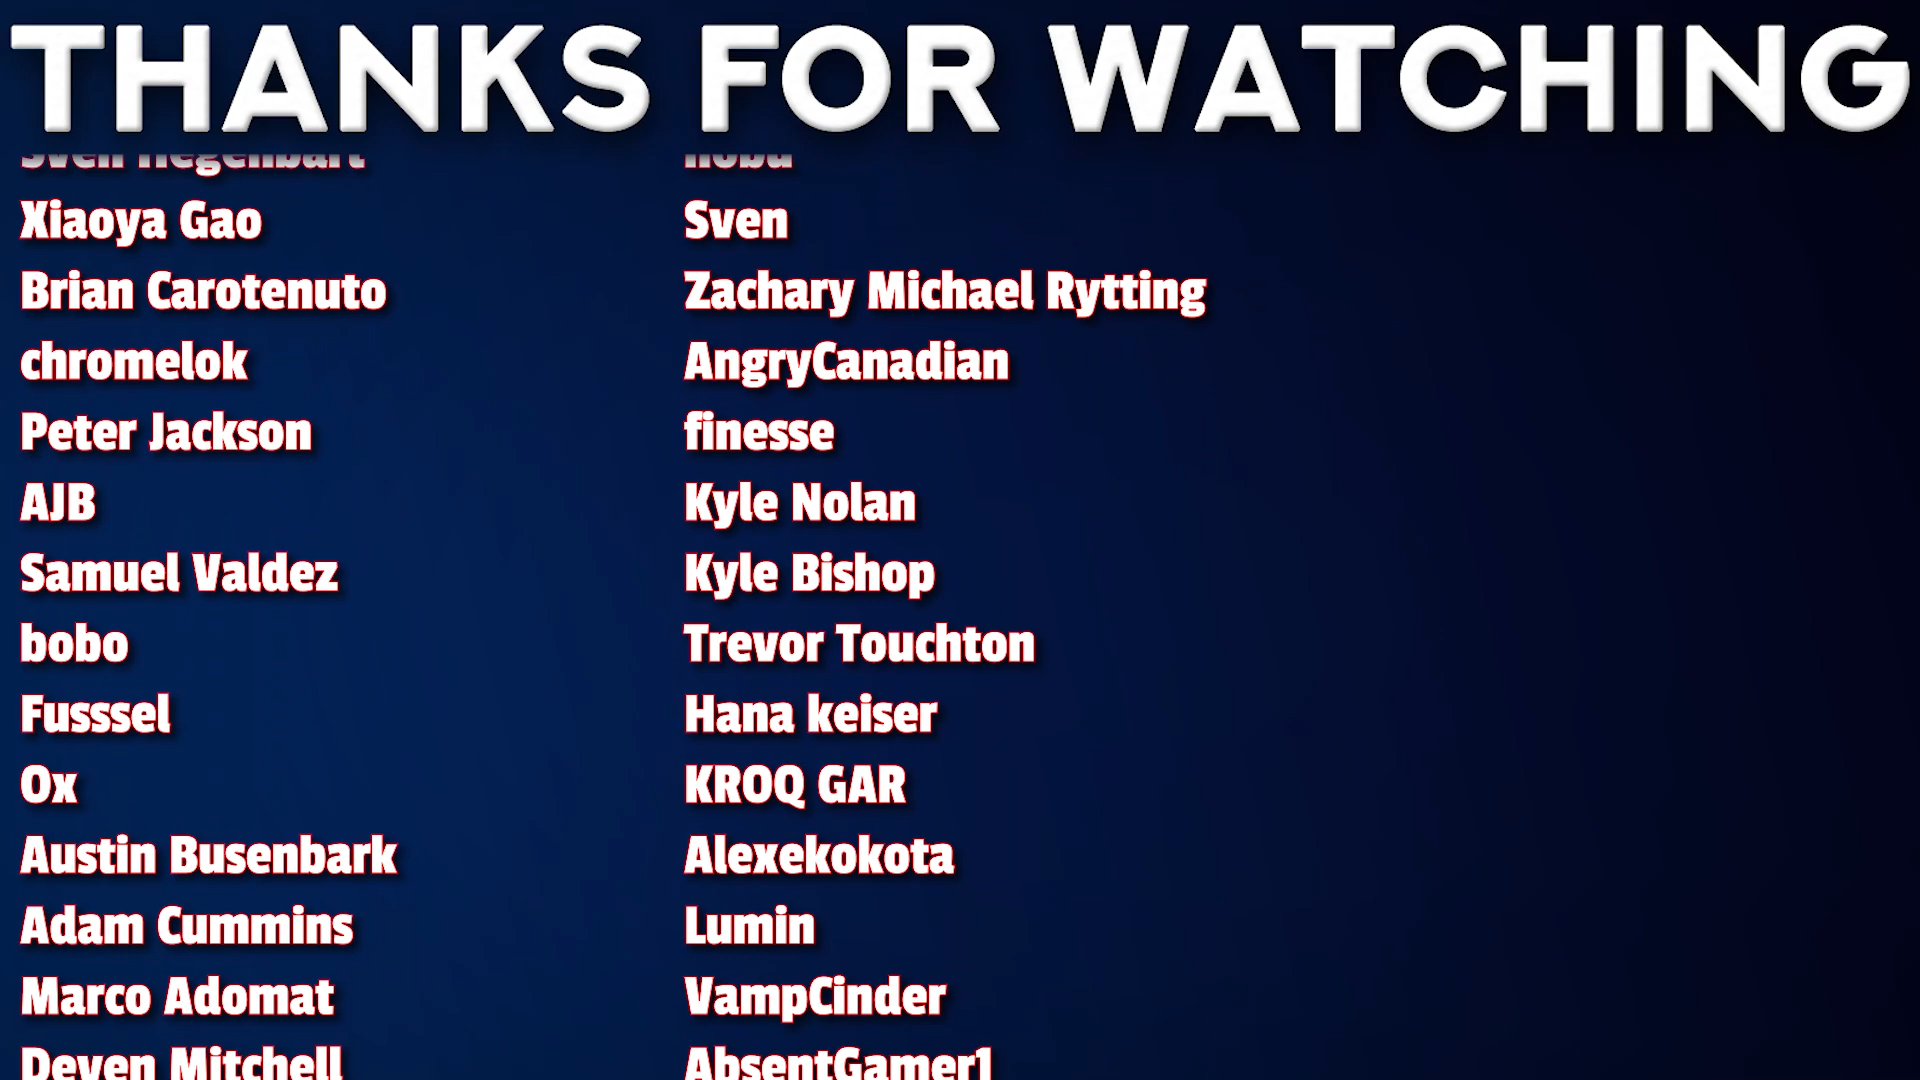 THANKS FOR WATCHING
Sven Hegenbart
Xiaoya Gao
Brian Carotenuto
chromelok
Peter Jackson
AJB
Samuel Valdez
bobo
Fusssel
Ox
Austin Busenbark
Adam Cummins
Marco Adomat
Deven Mitchell
Sven
Zachary Michael Rytting
AngryCanadian
finesse
Kyle Nolan
Kyle Bishop
Trevor Touchton
Hana keiser
KROQ GAR
Alexekokota
Lumin
VampCinder
AbsentGamer1